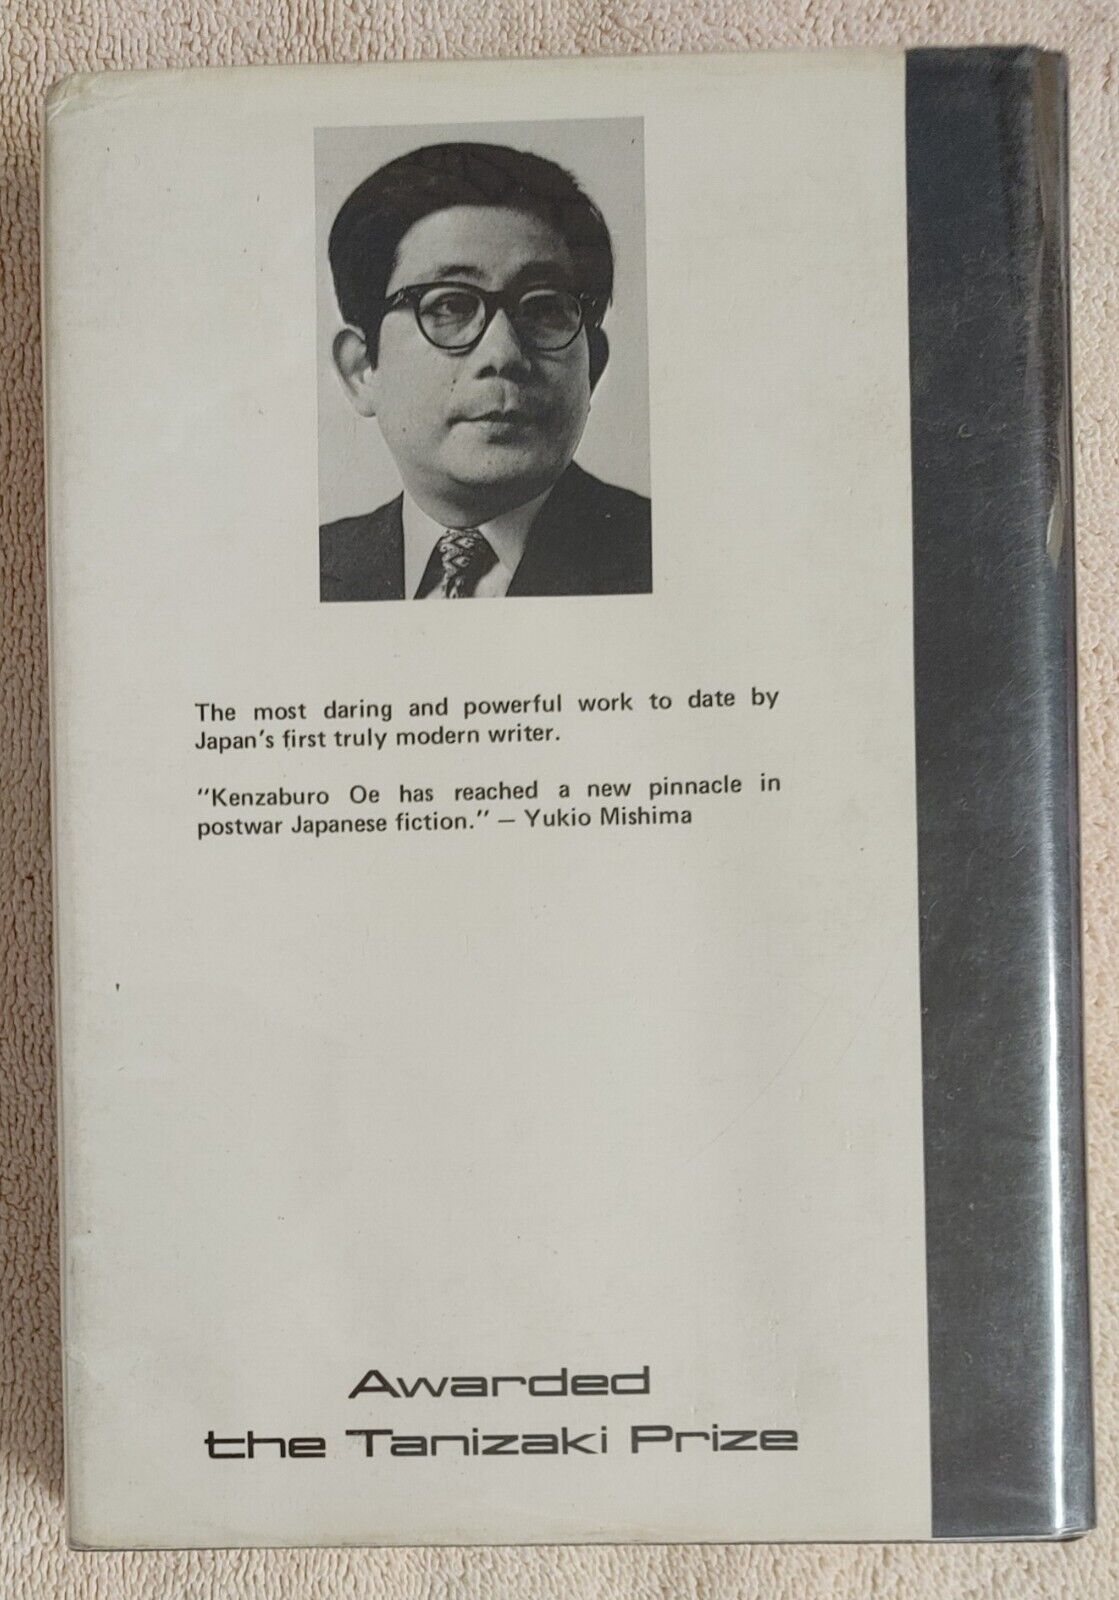 The most daring and powerful work to date by
Japan's first truly modern writer.
"Kenzaburo Oe has reached a new pinnacle in
postwar Japanese fiction." — Yukio Mishima
Awarded
the Tanizaki Prize